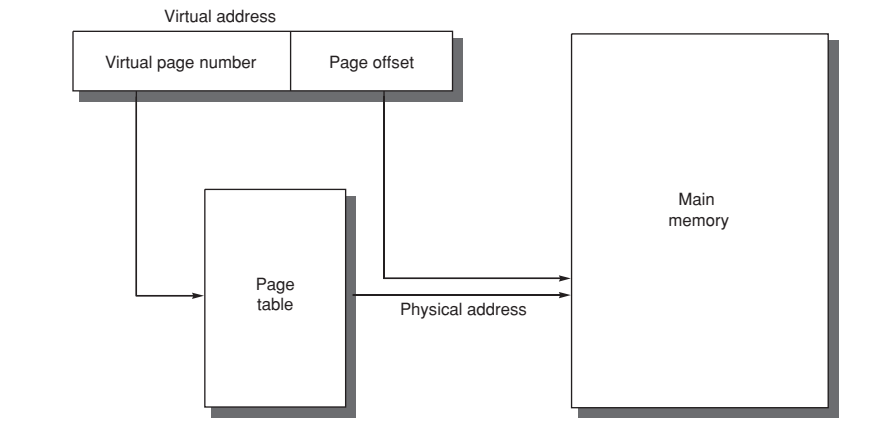 Virtual address
Virtual page number
Page offset
Page
table
Physical address
Main
memory